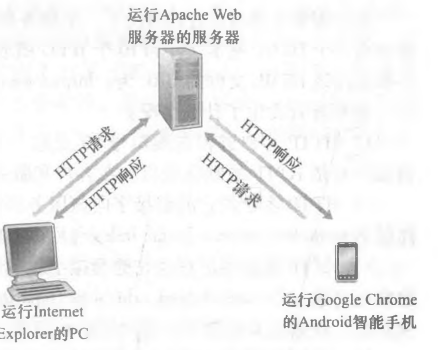 运行Apache Web
服务器的服务器
HTTP请求
HTTP响应
HTTP响应
HTTP请求
运行Internet
Explorer的PC
运行Google Chrome
的Android智能手机